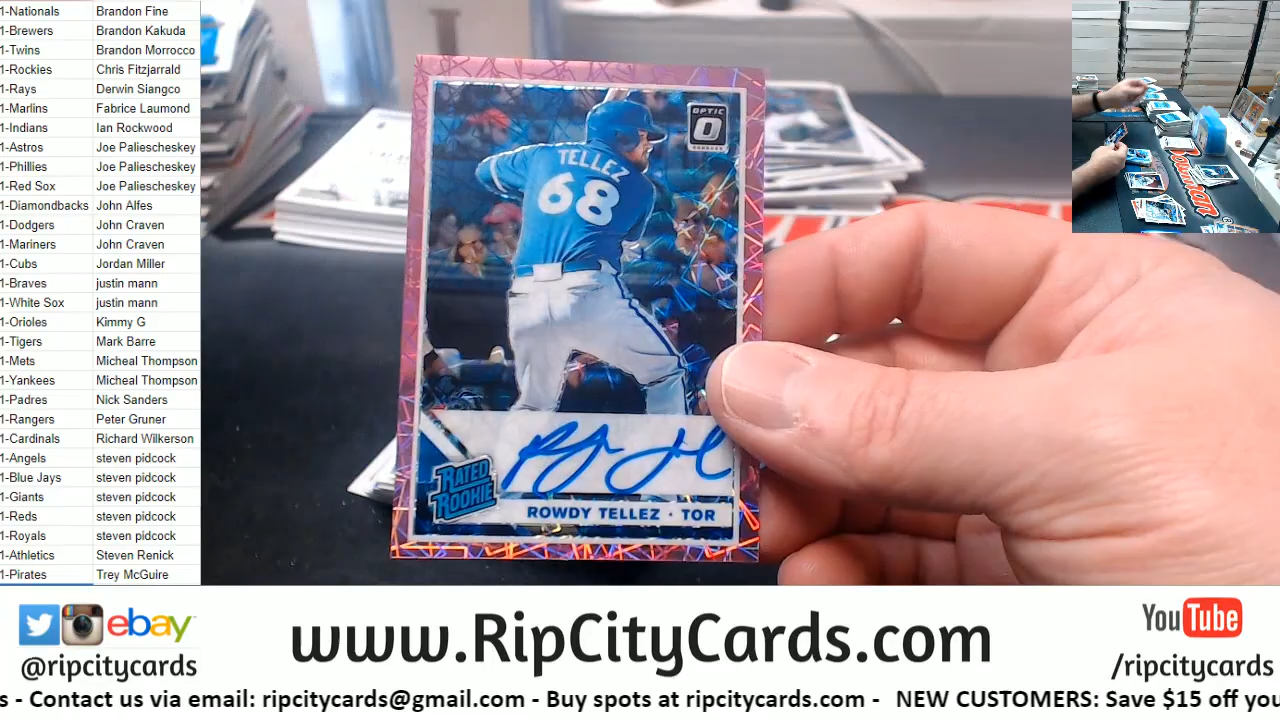 1-Nationals Brandon Fine
1-Brewers Brandon Kakuda
1-Twins Brandon Morrocco
1-Rockies Chris Fitzjarrald
1-Rays Derwin Siangco
1-Marlins Fabrice Laumond
1-Indians Ian Rockwood
1-Astros Joe Paliescheskey
1-Phillies Joe Paliescheskey
1-Red Sox Joe Paliescheskey
1-Diamondbacks John Alfes
1-Dodgers John Craven
1-Mariners John Craven
1-Cubs Jordan Miller
1-Braves justin mann
1-White Sox justin mann
1-Orioles Kimmy G
1-Tigers Mark Barre
1-Mets Micheal Thompson
1-Yankees Micheal Thompson
1-Padres Nick Sanders
1-Rangers Peter Gruner
1-Cardinals Richard Wilkerson
1-Angels steven pidcock
1-Blue Jays steven pidcock
1-Giants steven pidcock
1-Reds steven pidcock
1-Royals steven pidcock
1-Athletics Steven Renick
1-Pirates Trey McGuire
OPTIC
O
DONRUSS
TELLEZ
68
RATED
ROOKIE
ROWDY TELLEZ · TOR
Bowman
ebay
@ripcitycards
www.RipCityCards.com
YouTube
/ripcitycards
s - Contact us via email: ripcitycards@gmail.com - Buy spots at ripcitycards.com - NEW CUSTOMERS: Save $15 off you